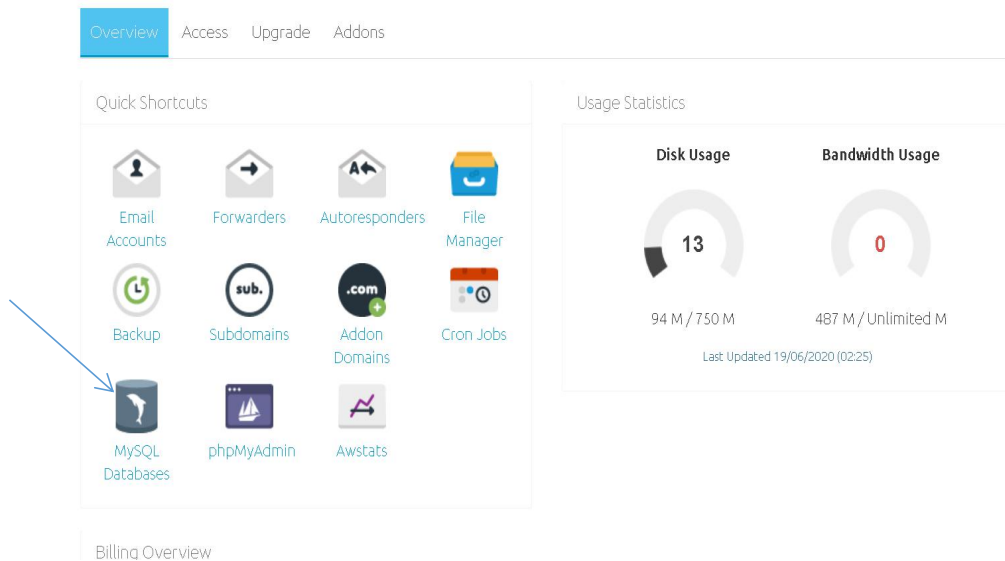 Overview Access Upgrade Addons
Quick Shortcuts
Email
Accounts
Forwarders
A
Autoresponders
File
Manager
Backup
sub.
Subdomains
.com
Addon
Domains
Cron Jobs
MySQL
Databases
phpMyAdmin
Awstats
Usage Statistics
Disk Usage
13
94 M / 750 M
Bandwidth Usage
0
487 M / Unlimited M
Last Updated 19/06/2020 (02:25)
Billing Overview